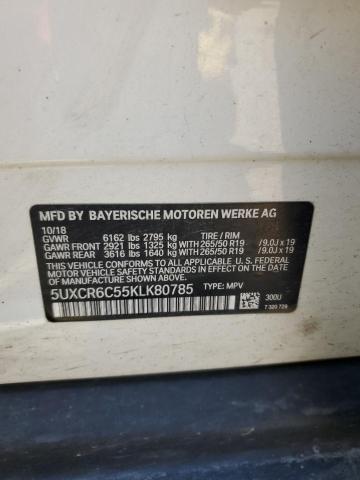 MFD BY BAYERISCHE MOTOREN WERKE AG
10/18
GVWR 6162 lbs 2795 kg TIRE / RIM
GAWR FRONT 2921 lbs 1325 kg WITH 265/50 R19 /9.0J x 19
GAWR REAR 3616 lbs 1640 kg WITH 265/50 R19 /9.0J x 19
THIS VEHICLE CONFORMS TO ALL APPLICABLE U.S. FEDERAL
MOTOR VEHICLE SAFETY
STANDARDS IN EFFECT ON THE DATE OF MANUFACTURE SHOWN ABOVE.
5UXCR6C55KLK80785 TYPE: MPV
300U
7 320 729